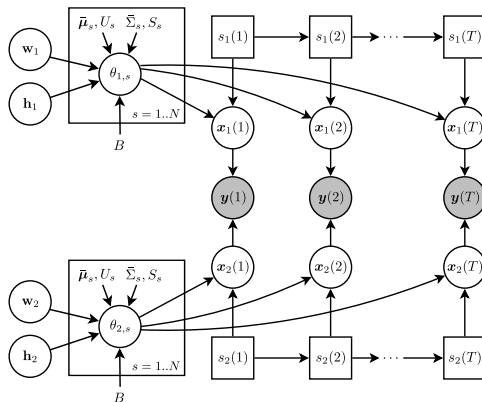 𝛍̄ₛ, Uₛ Σ̄ₛ, Sₛ
s₁(1) s₁(2) ··· s₁(T)
w₁
θ₁,ₛ
h₁
s = 1..N
x₁(1) x₁(2) x₁(T)
B
y(1) y(2) y(T)
𝛍̄ₛ, Uₛ Σ̄ₛ, Sₛ
x₂(1) x₂(2) x₂(T)
w₂
θ₂,ₛ
h₂
s = 1..N
s₂(1) s₂(2) ··· s₂(T)
B